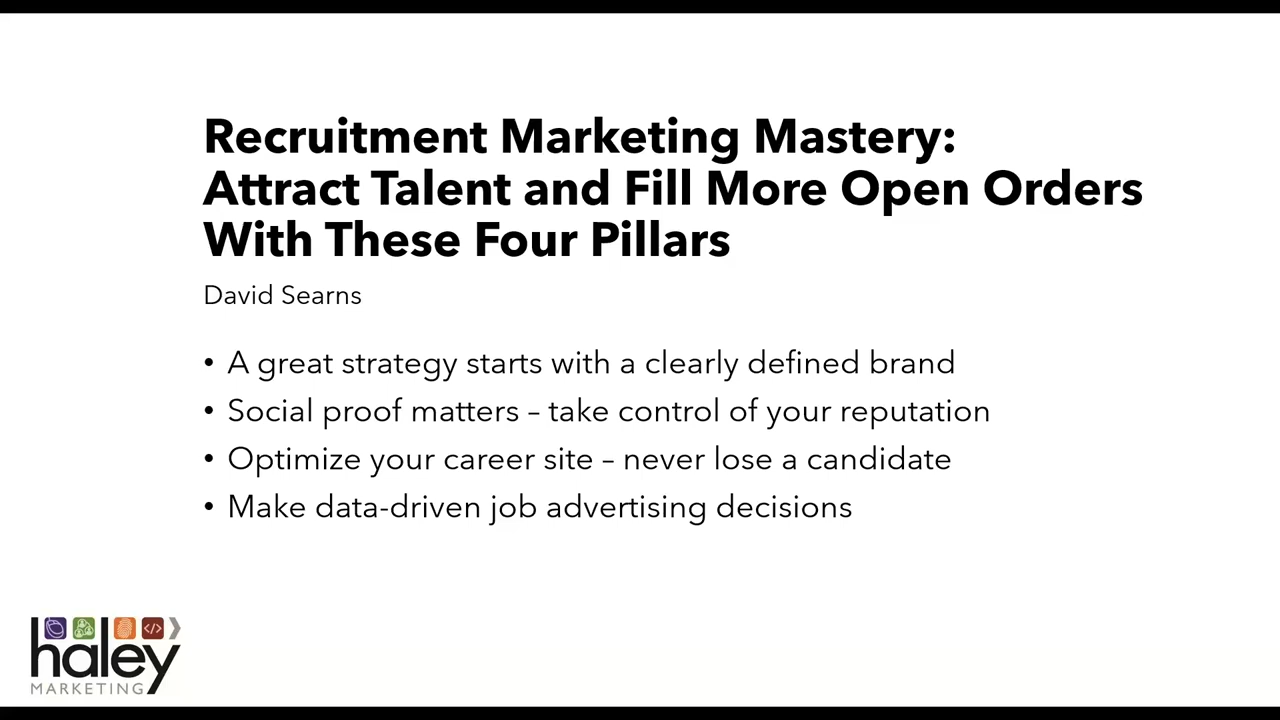 Recruitment Marketing Mastery:
Attract Talent and Fill More Open Orders
With These Four Pillars
David Searns
• A great strategy starts with a clearly defined brand
• Social proof matters – take control of your reputation
• Optimize your career site – never lose a candidate
• Make data-driven job advertising decisions
</>
haley
MARKETING